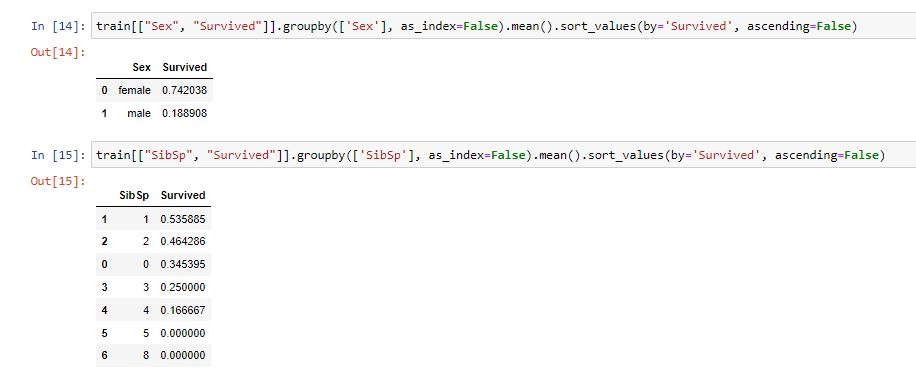 In [14]: train[["Sex", "Survived"]].groupby(['Sex'], as_index=False).mean().sort_values(by='Survived', ascending=False)
Out[14]:
Sex Survived
0 female 0.742038
1 male 0.188908
In [15]: train[["SibSp", "Survived"]].groupby(['SibSp'], as_index=False).mean().sort_values(by='Survived', ascending=False)
Out[15]:
SibSp Survived
1 1 0.535885
2 2 0.464286
0 0 0.345395
3 3 0.250000
4 4 0.166667
5 5 0.000000
6 8 0.000000